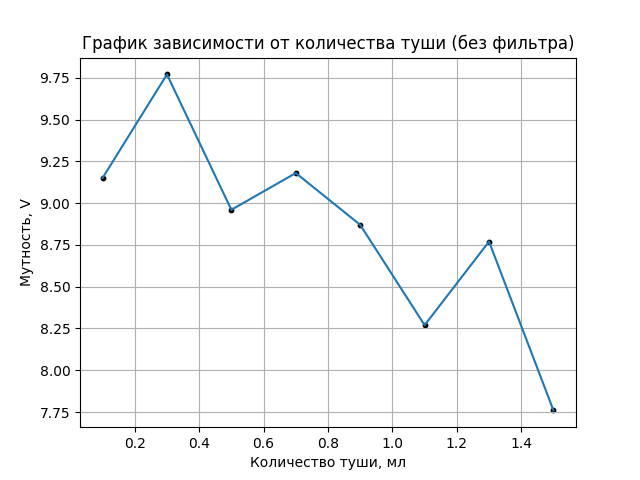 График зависимости от количества туши (без фильтра)
9.75
9.50
9.25
9.00
8.75
8.50
8.25
8.00
7.75
Мутность, V
0.2 0.4 0.6 0.8 1.0 1.2 1.4
Количество туши, мл